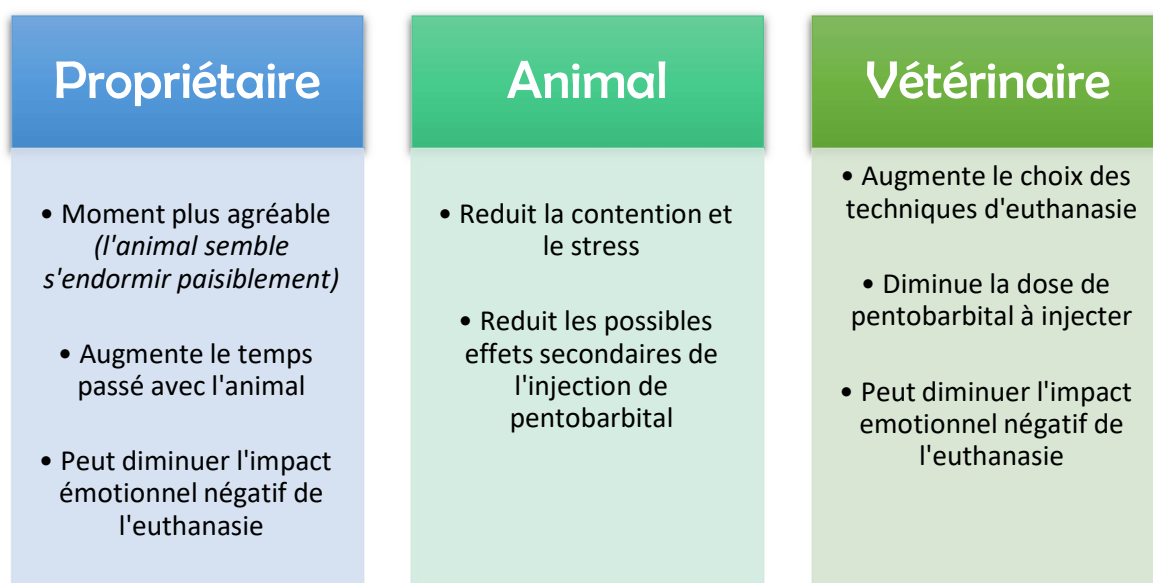 Propriétaire
• Moment plus agréable
(l'animal semble
s'endormir paisiblement)
• Augmente le temps
passé avec l'animal
• Peut diminuer l'impact
émotionnel négatif de
l'euthanasie
Animal
• Reduit la contention et
le stress
• Reduit les possibles
effets secondaires de
l'injection de
pentobarbital
Vétérinaire
• Augmente le choix des
techniques d'euthanasie
• Diminue la dose de
pentobarbital à injecter
• Peut diminuer l'impact
emotionnel négatif de
l'euthanasie